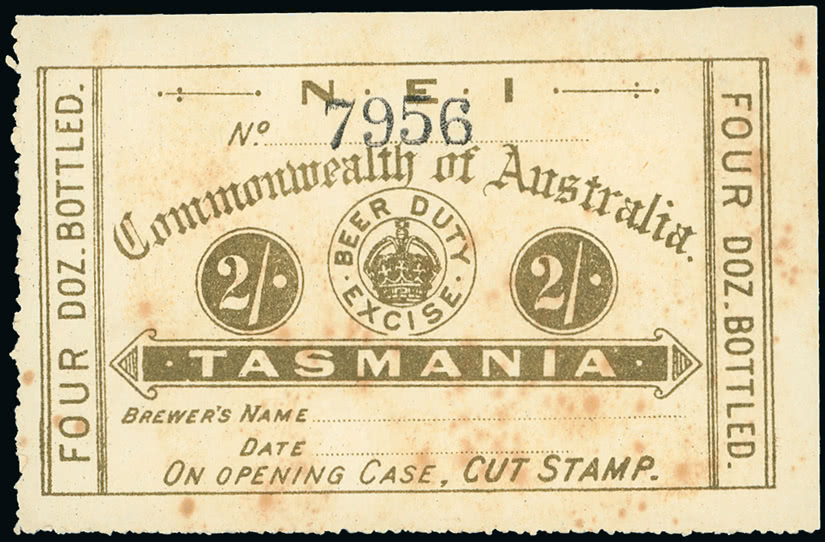 N·E·I
Nº 7956
Commonwealth of Australia.
BEER DUTY
EXCISE
2/·
2/·
·TASMANIA·
BREWER'S NAME
DATE
ON OPENING CASE, CUT STAMP.
FOUR DOZ. BOTTLED.
FOUR DOZ. BOTTLED.